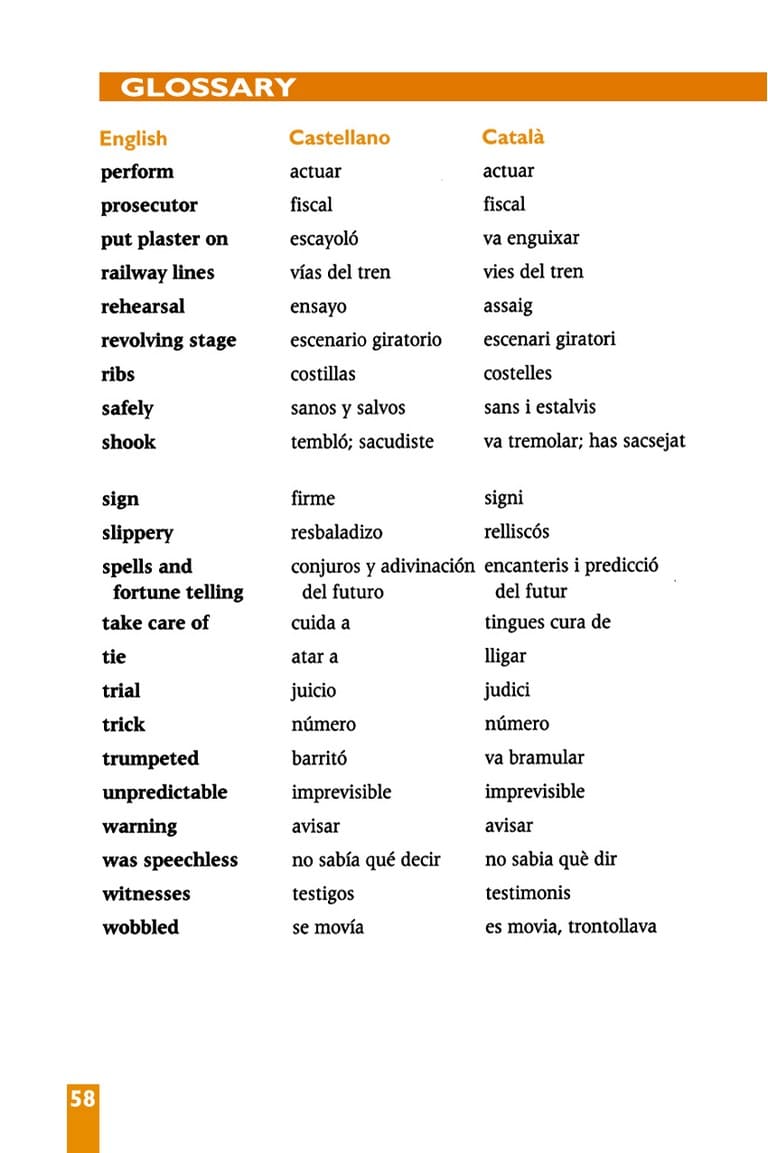 GLOSSARY
English Castellano Català
perform actuar actuar
prosecutor fiscal fiscal
put plaster on escayoló va enguixar
railway lines vías del tren vies del tren
rehearsal ensayo assaig
revolving stage escenario giratorio escenari giratori
ribs costillas costelles
safely sanos y salvos sans i estalvis
shook tembló; sacudiste va tremolar; has sacsejat
sign firme signi
slippery resbaladizo relliscós
spells and conjuros y adivinación encanteris i predicció
fortune telling del futuro del futur
take care of cuida a tingues cura de
tie atar a lligar
trial juicio judici
trick número número
trumpeted barritó va bramular
unpredictable imprevisible imprevisible
warning avisar avisar
was speechless no sabía qué decir no sabia què dir
witnesses testigos testimonis
wobbled se movía es movia, trontollava
58